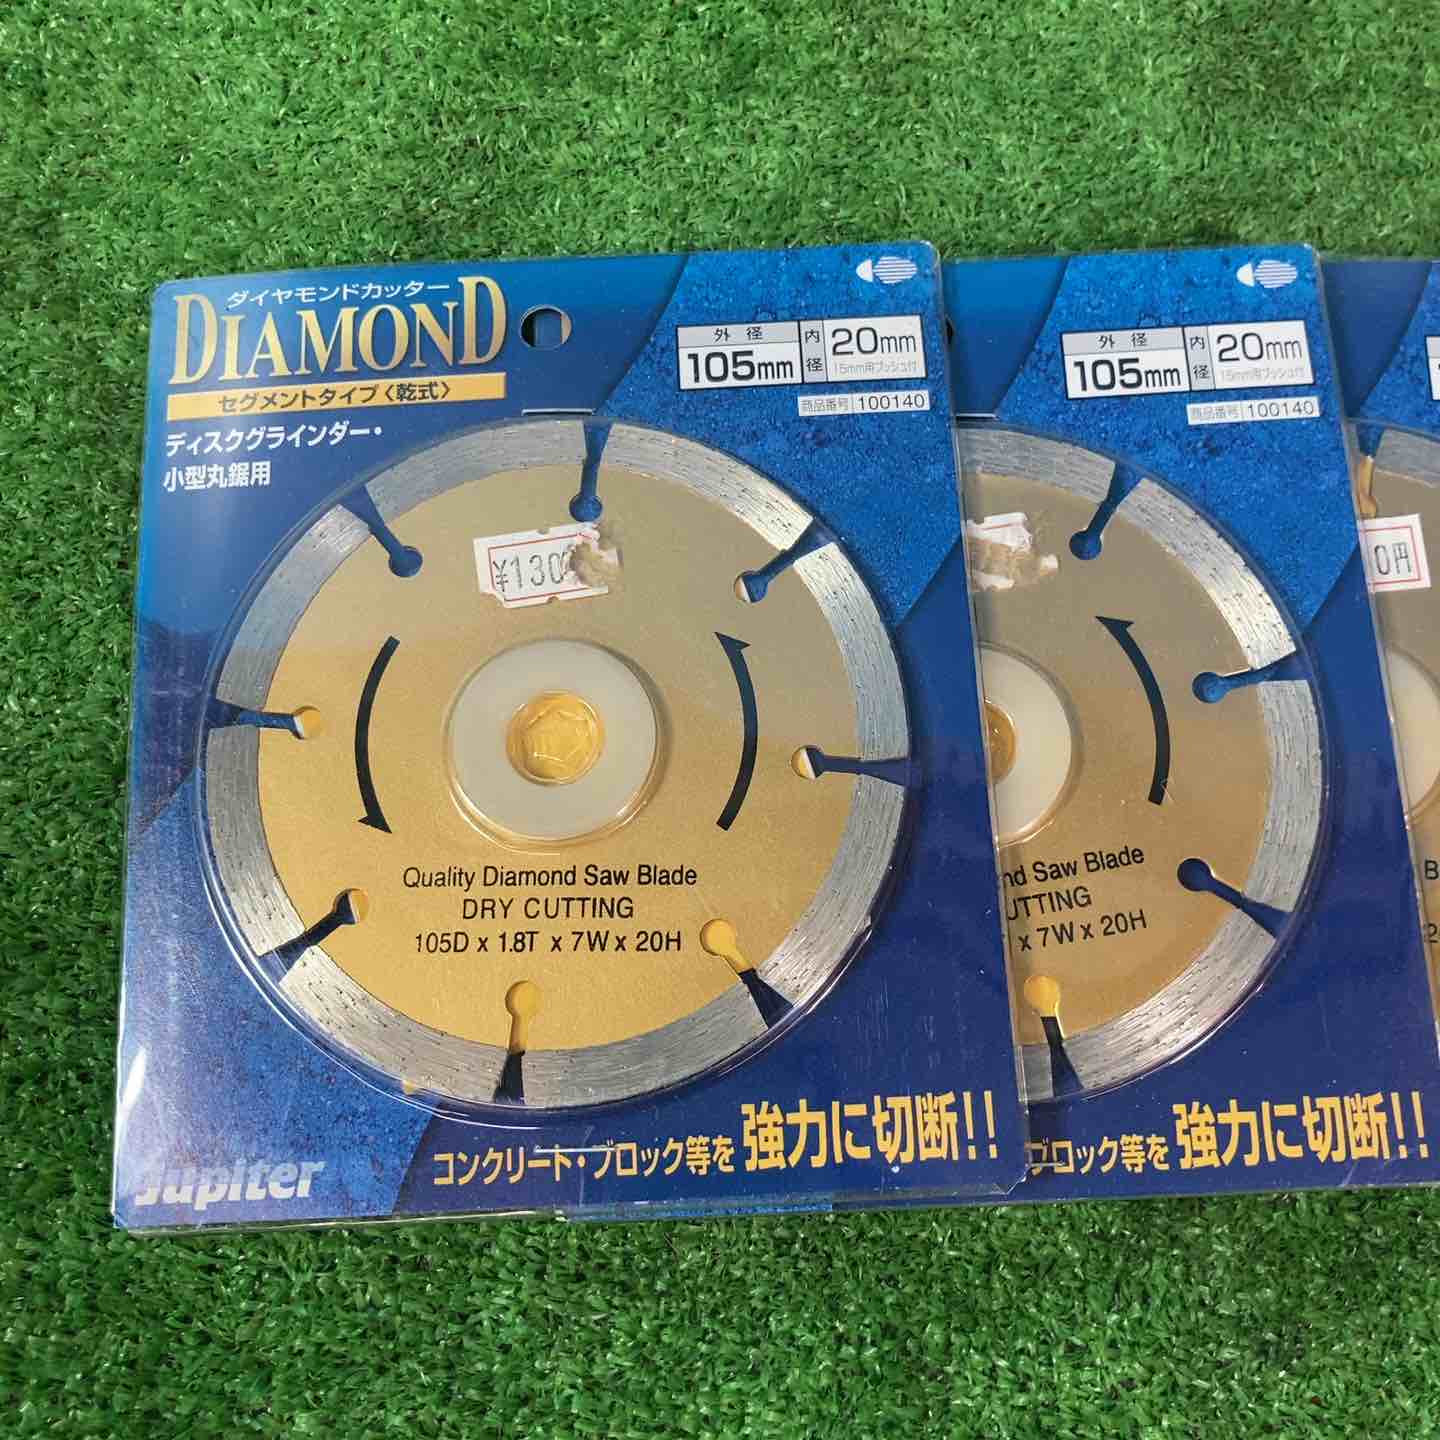 ダイヤモンドカッター
DIAMOND
セグメントタイプ〈乾式〉
ディスクグラインダー・
小型丸鋸用
外径
105mm
内径
20mm
15mm用ブッシュ付
商品番号 100140
¥130
Quality Diamond Saw Blade
DRY CUTTING
105D x 1.8T x 7W x 20H
Jupiter
コンクリート・ブロック等を 強力に切断!!
外径
105mm
内径
20mm
15mm用ブッシュ付
商品番号 100140
nd Saw Blade
UTTING
x 7W x 20H
ブロック等を 強力に切断!!
0円
B